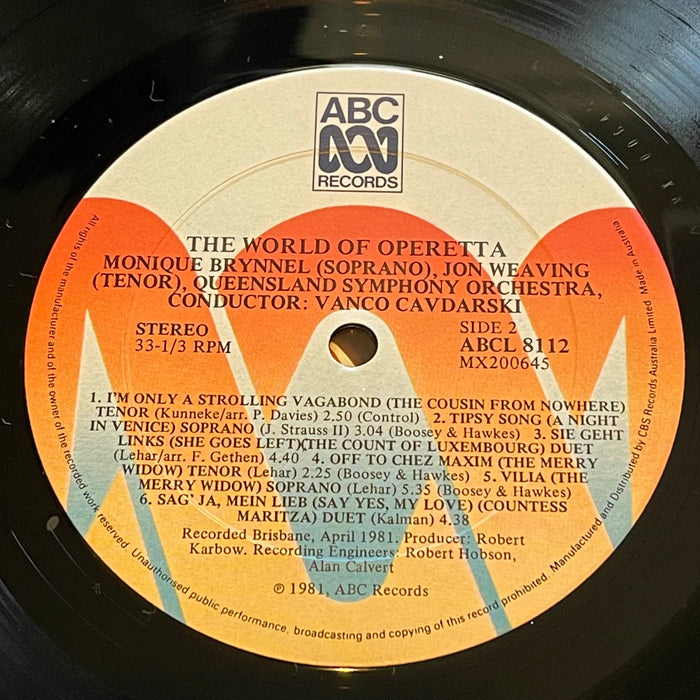 ABC
RECORDS
THE WORLD OF OPERETTA
MONIQUE BRYNNEL (SOPRANO), JON WEAVING
(TENOR), QUEENSLAND SYMPHONY ORCHESTRA,
CONDUCTOR: VANCO CAVDARSKI
STEREO
33-1/3 RPM
SIDE 2
ABCL 8112
MX200645
1. I'M ONLY A STROLLING VAGABOND (THE COUSIN FROM NOWHERE)
TENOR (Kunneke/arr. P. Davies) 2.50 (Control) 2. TIPSY SONG (A NIGHT
IN VENICE) SOPRANO (J. Strauss II) 3.04 (Boosey & Hawkes) 3. SIE GEHT
LINKS (SHE GOES LEFT)(THE COUNT OF LUXEMBOURG) DUET
(Lehar/arr. F. Gethen) 4.40 4. OFF TO CHEZ MAXIM (THE MERRY
WIDOW) TENOR (Lehar) 2.25 (Boosey & Hawkes) 5. VILIA (THE
MERRY WIDOW) SOPRANO (Lehar) 5.35 (Boosey & Hawkes)
6. SAG' JA, MEIN LIEB (SAY YES, MY LOVE) (COUNTESS
MARITZA) DUET (Kalman) 4.38
Recorded Brisbane, April 1981. Producer: Robert
Karbow. Recording Engineers: Robert Hobson,
Alan Calvert
℗ 1981, ABC Records
All rights of the manufacturer and of the owner of the recorded work reserved. Unauthorised public performance, broadcasting and copying of this record prohibited. Manufactured and Distributed by CBS Records Australia Limited Made in Australia